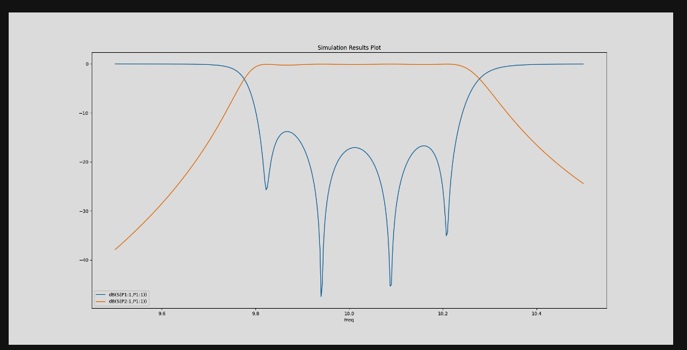 Simulation Results Plot
0
−10
−20
−30
−40
dB(S(P1:1,P1:1))
dB(S(P2:1,P1:1))
9.6
9.8
10.0
10.2
10.4
Freq